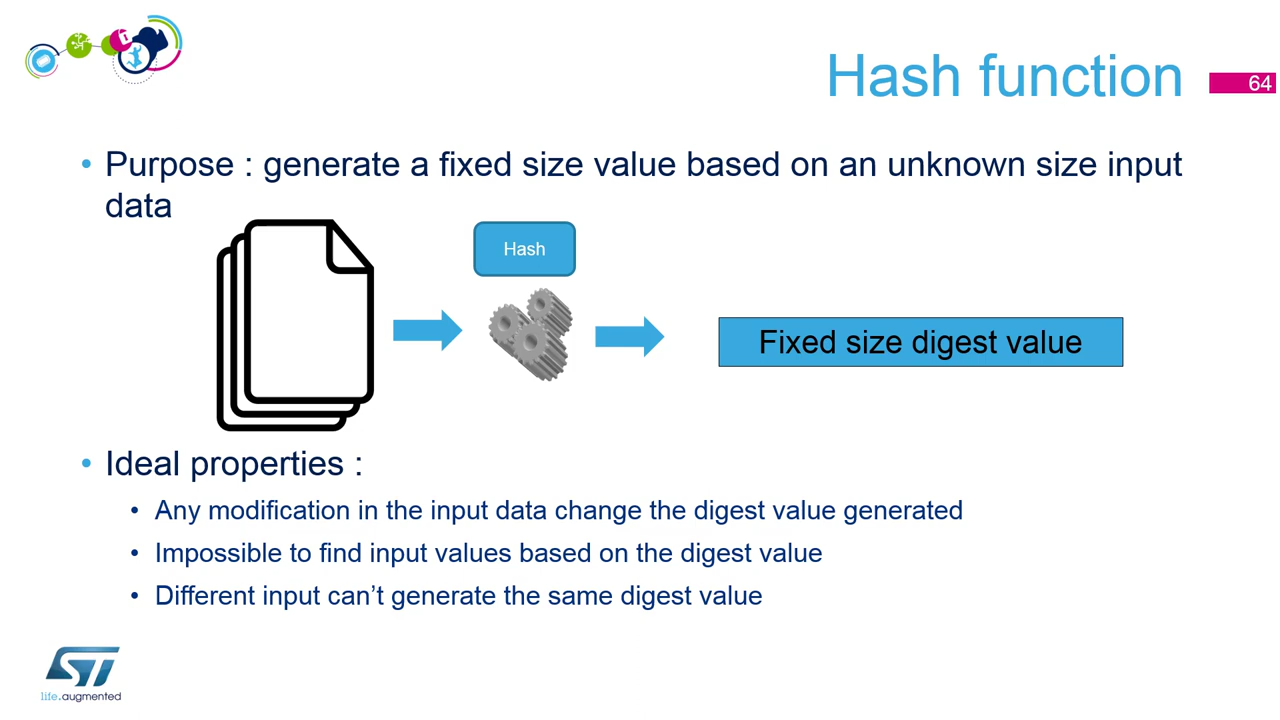 Hash function
64
• Purpose : generate a fixed size value based on an unknown size input
data
Hash
Fixed size digest value
• Ideal properties :
• Any modification in the input data change the digest value generated
• Impossible to find input values based on the digest value
• Different input can’t generate the same digest value
ST
life.augmented